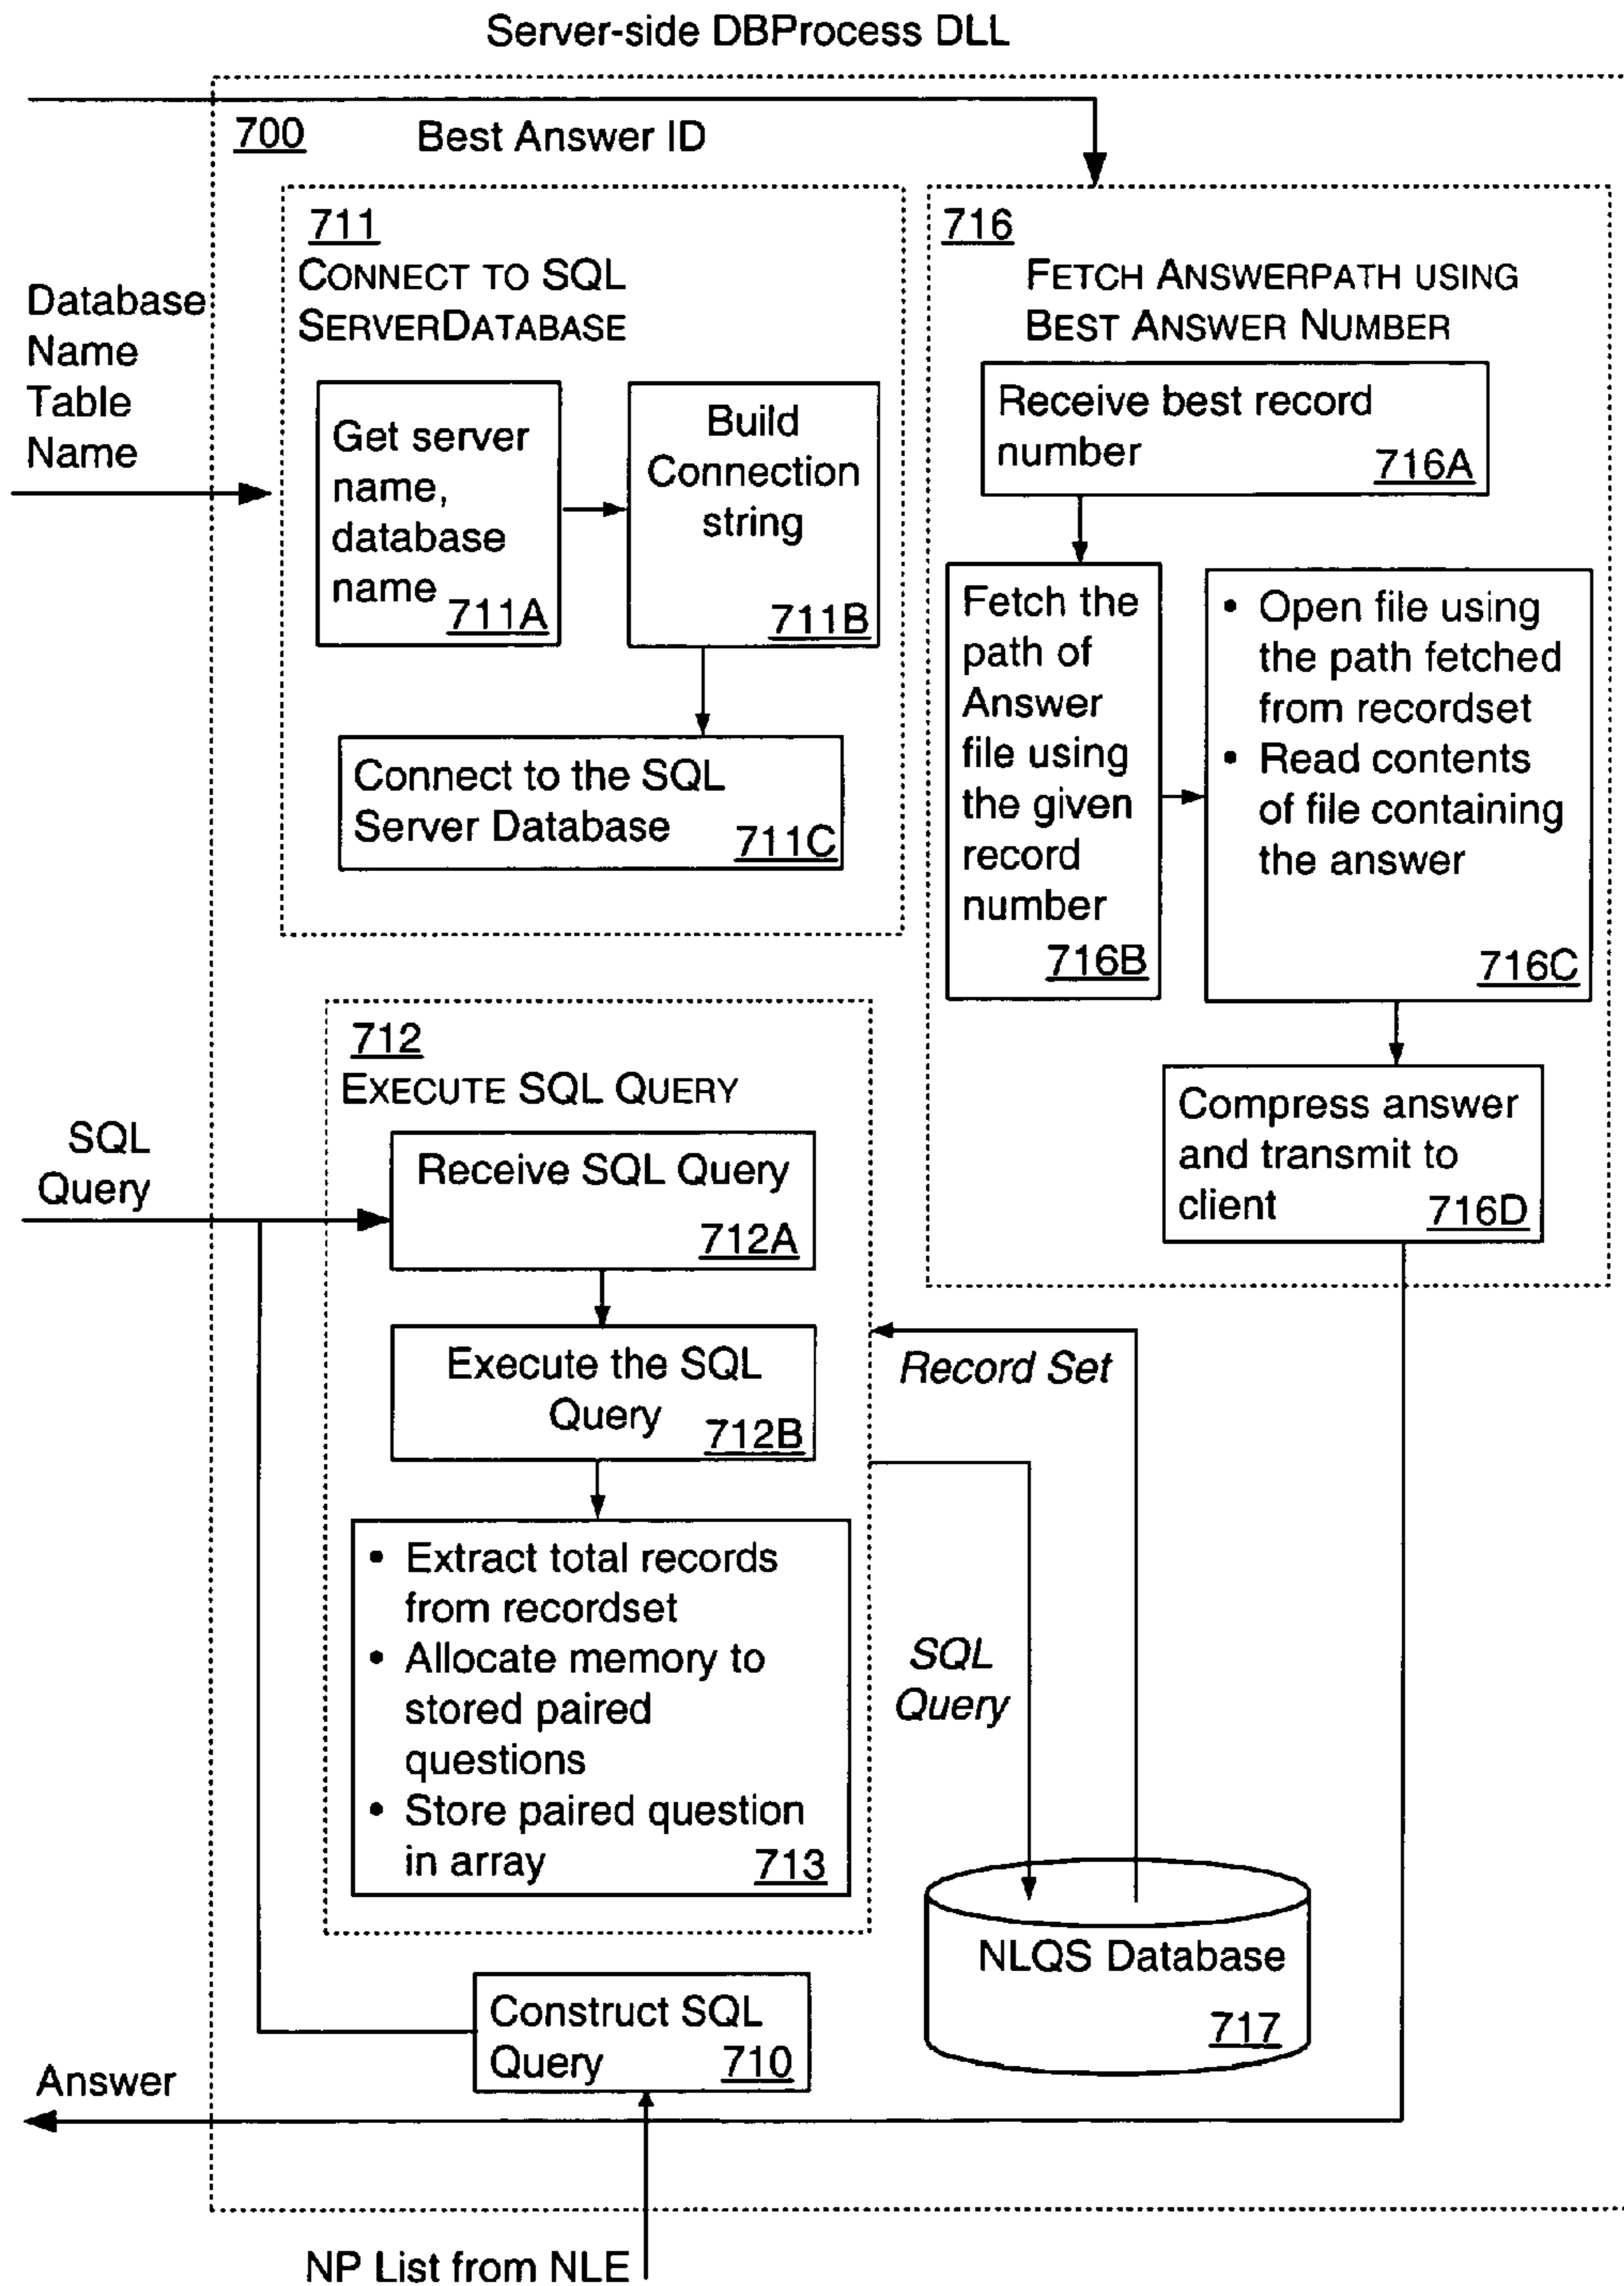 Server-side DBProcess DLL
700
Best Answer ID
Database
Name
Table
Name
711
CONNECT TO SQL
SERVERDATABASE
Get server
name,
database
name
711A
Build
Connection
string
711B
Connect to the SQL
Server Database
711C
716
FETCH ANSWERPATH USING
BEST ANSWER NUMBER
Receive best record
number
716A
Fetch the
path of
Answer
file using
the given
record
number
716B
• Open file using
the path fetched
from recordset
• Read contents
of file containing
the answer
716C
Compress answer
and transmit to
client
716D
SQL
Query
712
EXECUTE SQL QUERY
Receive SQL Query
712A
Execute the SQL
Query
712B
• Extract total records
from recordset
• Allocate memory to
stored paired
questions
• Store paired question
in array
713
Record Set
SQL
Query
NLQS Database
717
Construct SQL
Query
710
Answer
NP List from NLE